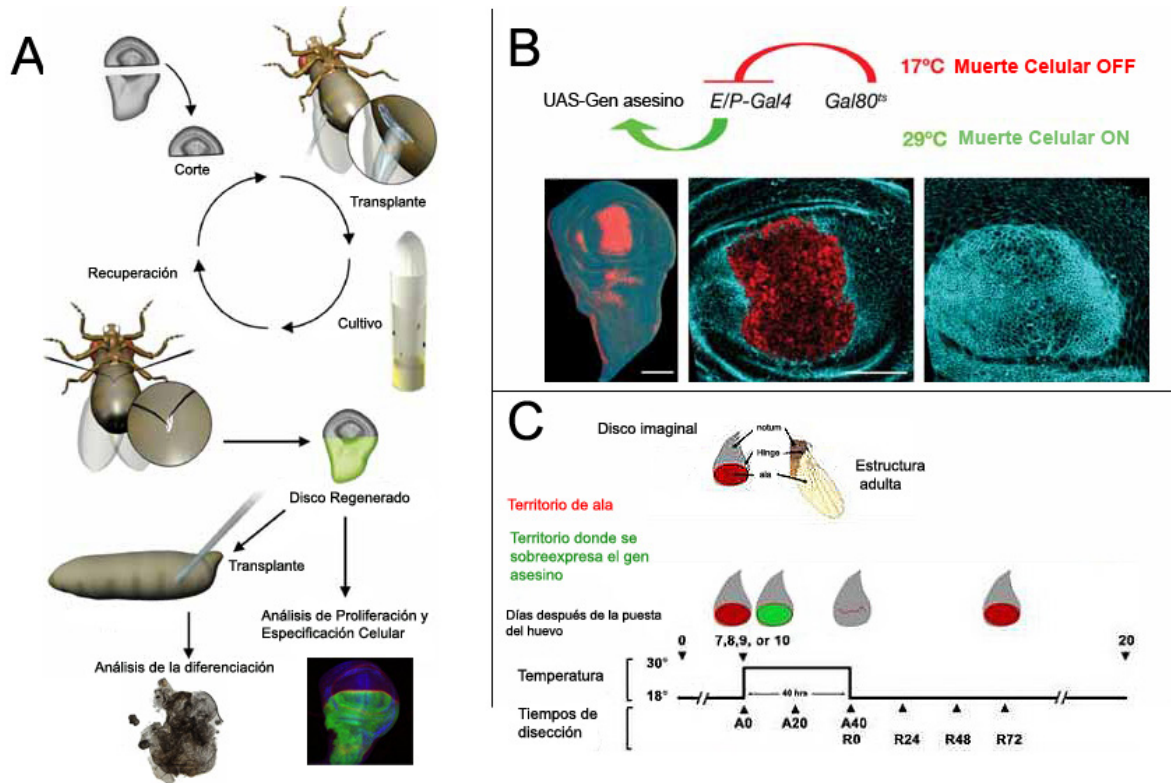 A
Corte
Transplante
Recuperación
Cultivo
Disco Regenerado
Transplante
Análisis de Proliferación y
Especificación Celular
Análisis de la diferenciación
B
17ºC Muerte Celular OFF
UAS-Gen asesino E/P-Gal4 Gal80ts
29ºC Muerte Celular ON
C
Disco imaginal
notum
Hinge
ala
Estructura
adulta
Territorio de ala
Territorio donde se
sobreexpresa el gen
asesino
Días después de la puesta
del huevo
0 7,8,9, or 10 20
Temperatura
30°
18°
40 hrs
Tiempos de
disección
A0 A20 A40
R0 R24 R48 R72